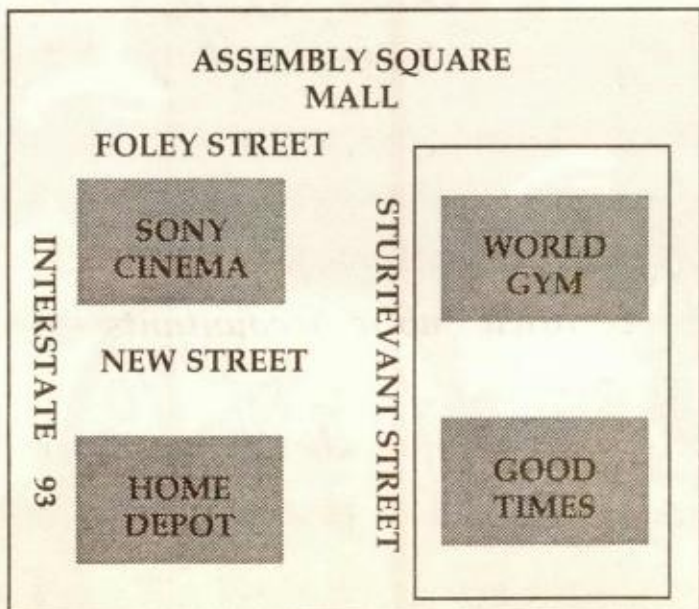 ASSEMBLY SQUARE
MALL
FOLEY STREET
SONY
CINEMA
INTERSTATE 93
NEW STREET
HOME
DEPOT
STURTEVANT STREET
WORLD
GYM
GOOD
TIMES